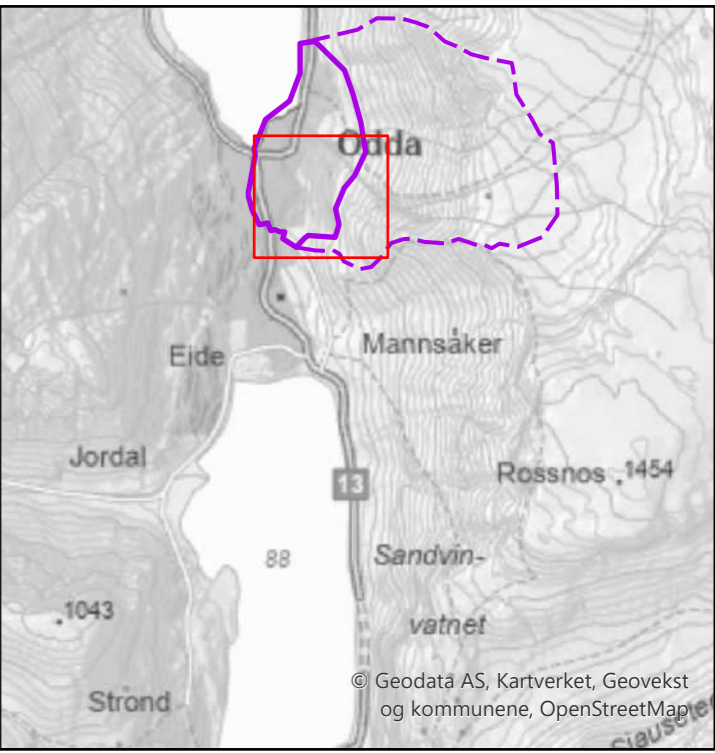 Odda
Mannsåker
Eide
Jordal
Rossnos 1454
13
88
Sandvin-
vatnet
1043
Strond
© Geodata AS, Kartverket, Geovekst
og kommunene, OpenStreetMap